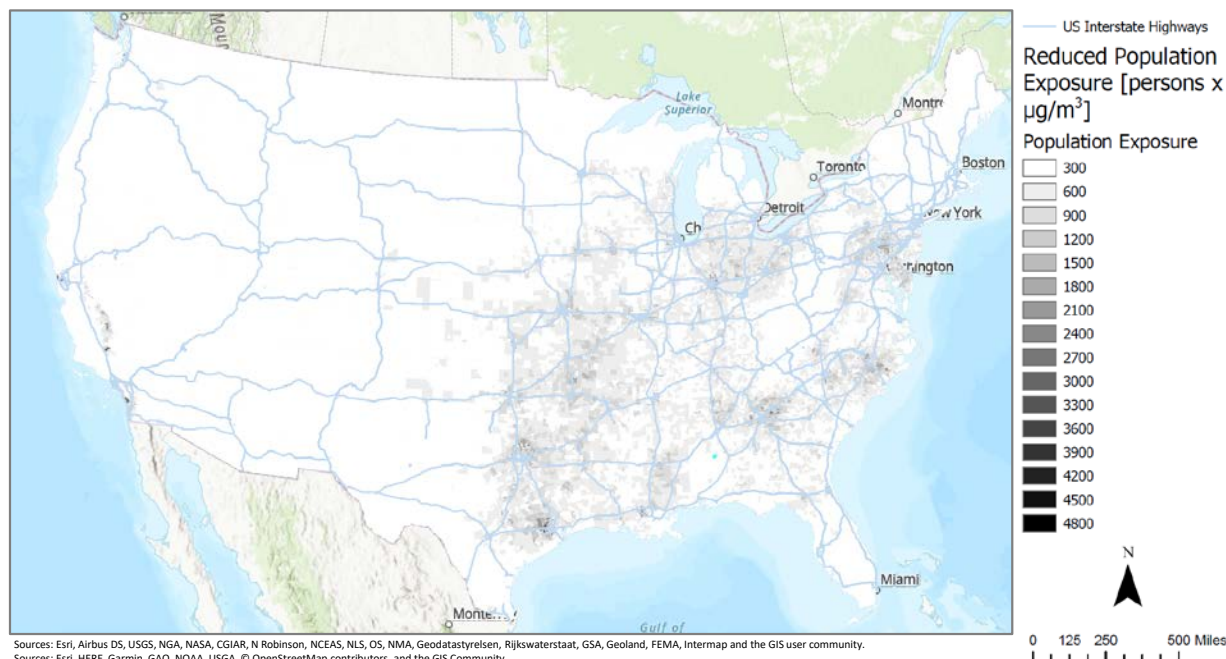 Moun
Lake
Superior
Montre
Toronto
Boston
Detroit
New York
Ch
Miami
Monte
Gulf of
US Interstate Highways
Reduced Population
Exposure [persons x
µg/m³]
Population Exposure
300
600
900
1200
1500
1800
2100
2400
2700
3000
3300
3600
3900
4200
4500
4800
N
0 125 250 500 Miles
Sources: Esri, Airbus DS, USGS, NGA, NASA, CGIAR, N Robinson, NCEAS, NLS, OS, NMA, Geodatastyrelsen, Rijkswaterstaat, GSA, Geoland, FEMA, Intermap and the GIS user community.